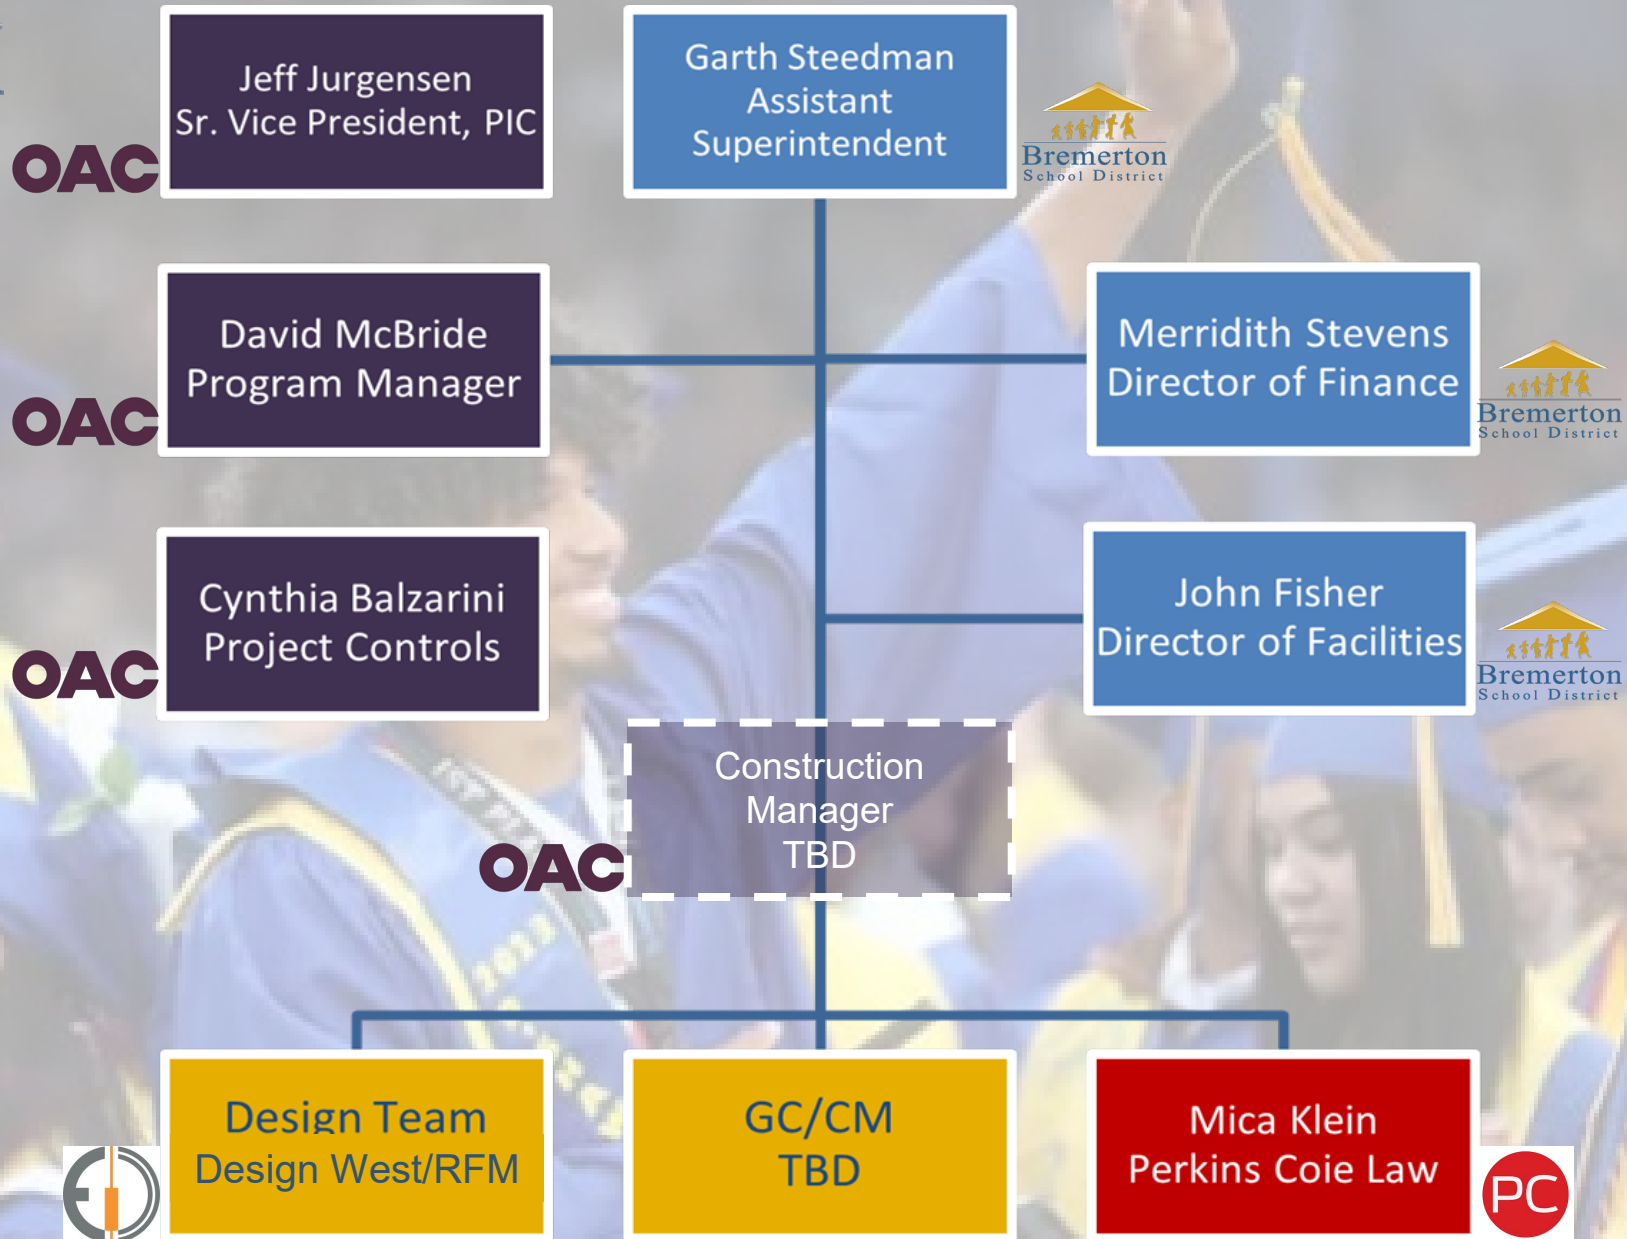 Jeff Jurgensen
Sr. Vice President, PIC
OAC
Garth Steedman
Assistant
Superintendent
Bremerton
School District
David McBride
Program Manager
OAC
Merridith Stevens
Director of Finance
Bremerton
School District
Cynthia Balzarini
Project Controls
OAC
John Fisher
Director of Facilities
Bremerton
School District
Construction
Manager
TBD
OAC
Design Team
Design West/RFM
GC/CM
TBD
Mica Klein
Perkins Coie Law
PC